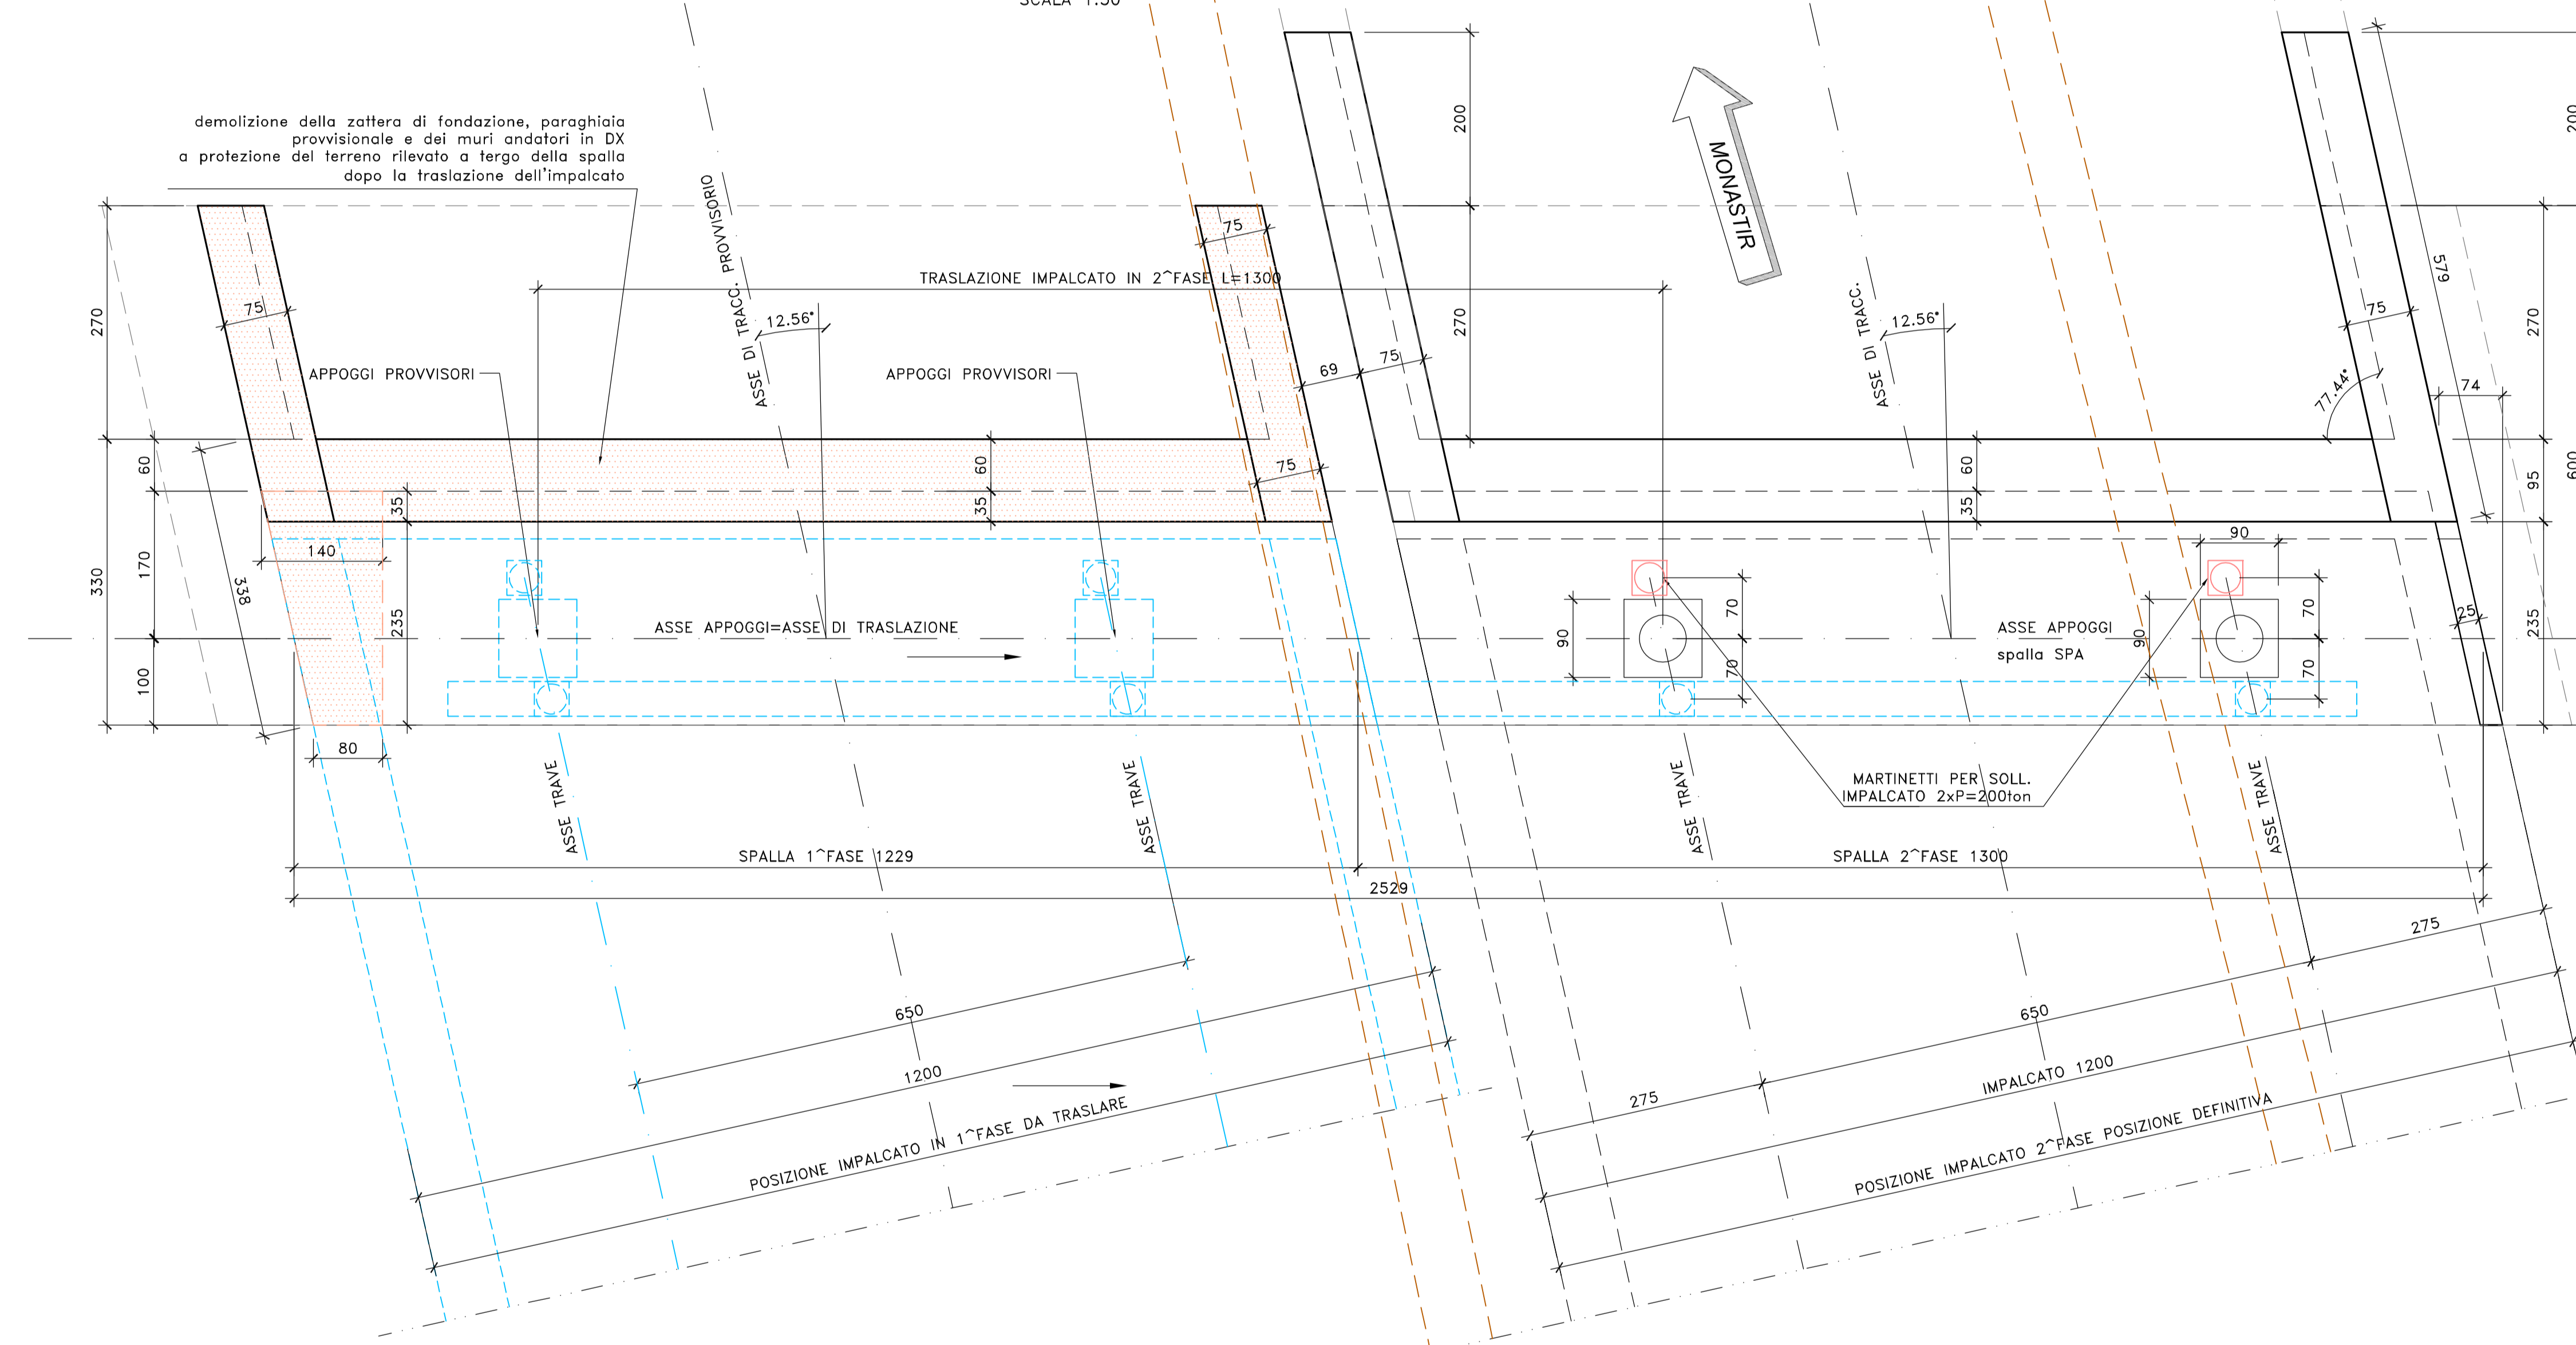 SCALA 1:50
demolizione della zattera di fondazione, paraghiaia
provvisionale e dei muri andatori in DX
a protezione del terreno rilevato a tergo della spalla
dopo la traslazione dell'impalcato
ASSE DI TRACC. PROVVISORIO
TRASLAZIONE IMPALCATO IN 2^FASE L=1300
12.56°
APPOGGI PROVVISORI
APPOGGI PROVVISORI
MONASTIR
ASSE DI TRACC.
12.56°
77.44°
200
270
200
270
579
74
75
75
75
75
75
69
75
270
60
170
330
100
338
140
35
235
80
60
35
60
35
95
600
235
25
ASSE APPOGGI=ASSE DI TRASLAZIONE
ASSE APPOGGI
spalla SPA
90
90
90
70
70
70
70
MARTINETTI PER SOLL.
IMPALCATO 2xP=200ton
ASSE TRAVE
ASSE TRAVE
ASSE TRAVE
ASSE TRAVE
SPALLA 1^FASE 1229
SPALLA 2^FASE 1300
2529
650
1200
POSIZIONE IMPALCATO IN 1^FASE DA TRASLARE
275
650
275
IMPALCATO 1200
POSIZIONE IMPALCATO 2^FASE POSIZIONE DEFINITIVA